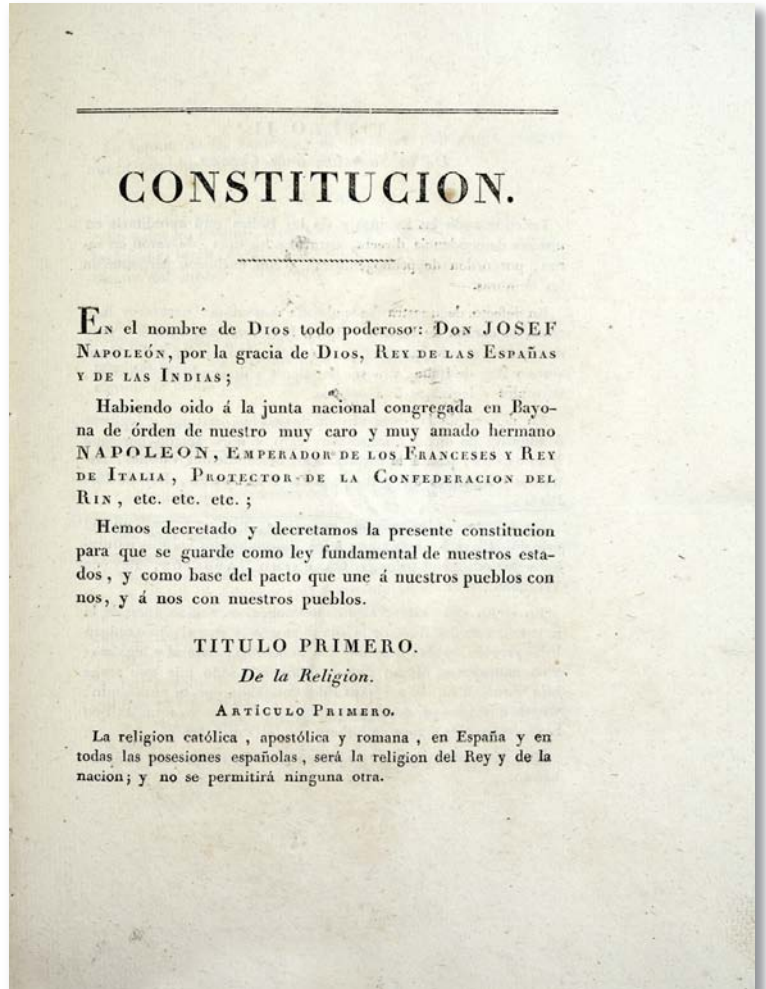 CONSTITUCION.
EN el nombre de DIOS todo poderoso: DON JOSEF
NAPOLEÓN, por la gracia de DIOS, REY DE LAS ESPAÑAS
Y DE LAS INDIAS;
Habiendo oido á la junta nacional congregada en Bayo-
na de órden de nuestro muy caro y muy amado hermano
NAPOLEON, EMPERADOR DE LOS FRANCESES Y REY
DE ITALIA, PROTECTOR DE LA CONFEDERACION DEL
RIN, etc. etc. etc.;
Hemos decretado y decretamos la presente constitucion
para que se guarde como ley fundamental de nuestros esta-
dos, y como base del pacto que une á nuestros pueblos con
nos, y á nos con nuestros pueblos.
TITULO PRIMERO.
De la Religion.
ARTÍCULO PRIMERO.
La religion católica, apostólica y romana, en España y en
todas las posesiones españolas, será la religion del Rey y de la
nacion; y no se permitirá ninguna otra.